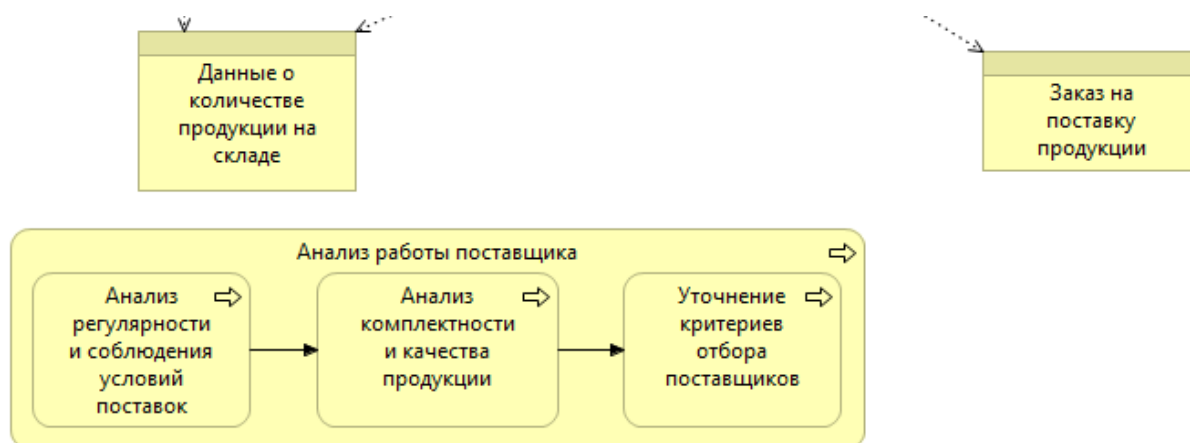 Данные о
количестве
продукции на
складе
Заказ на
поставку
продукции
Анализ работы поставщика
Анализ
регулярности
и соблюдения
условий
поставок
Анализ
комплектности
и качества
продукции
Уточнение
критериев
отбора
поставщиков